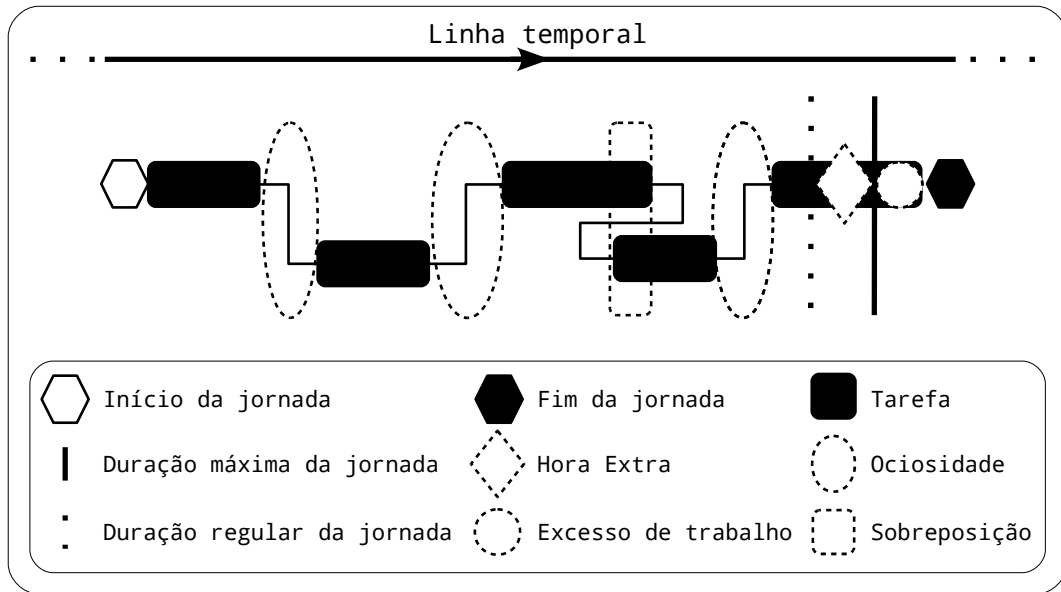 Linha temporal
Início da jornada
Fim da jornada
Tarefa
Duração máxima da jornada
Hora Extra
Ociosidade
Duração regular da jornada
Excesso de trabalho
Sobreposição